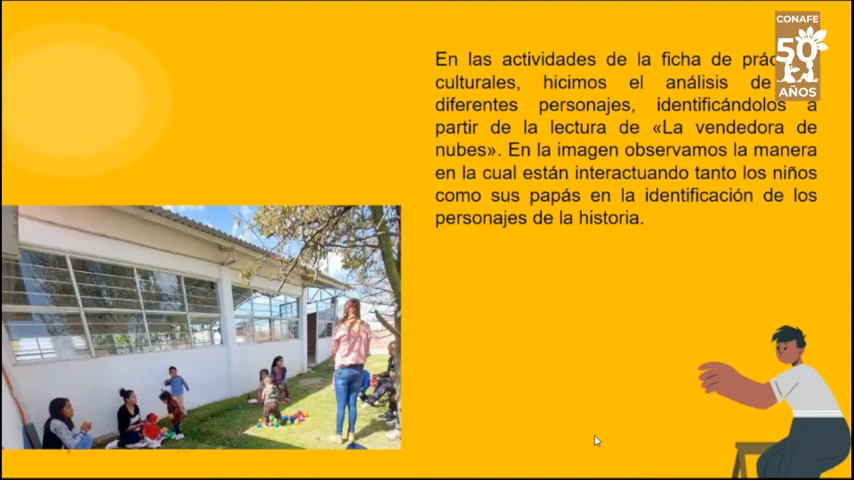 CONAFE
50
AÑOS
En las actividades de la ficha de
culturales, hicimos el análisis de
diferentes personajes, identificándolos a
partir de la lectura de «La vendedora de
nubes». En la imagen observamos la manera
en la cual están interactuando tanto los niños
como sus papás en la identificación de los
personajes de la historia.